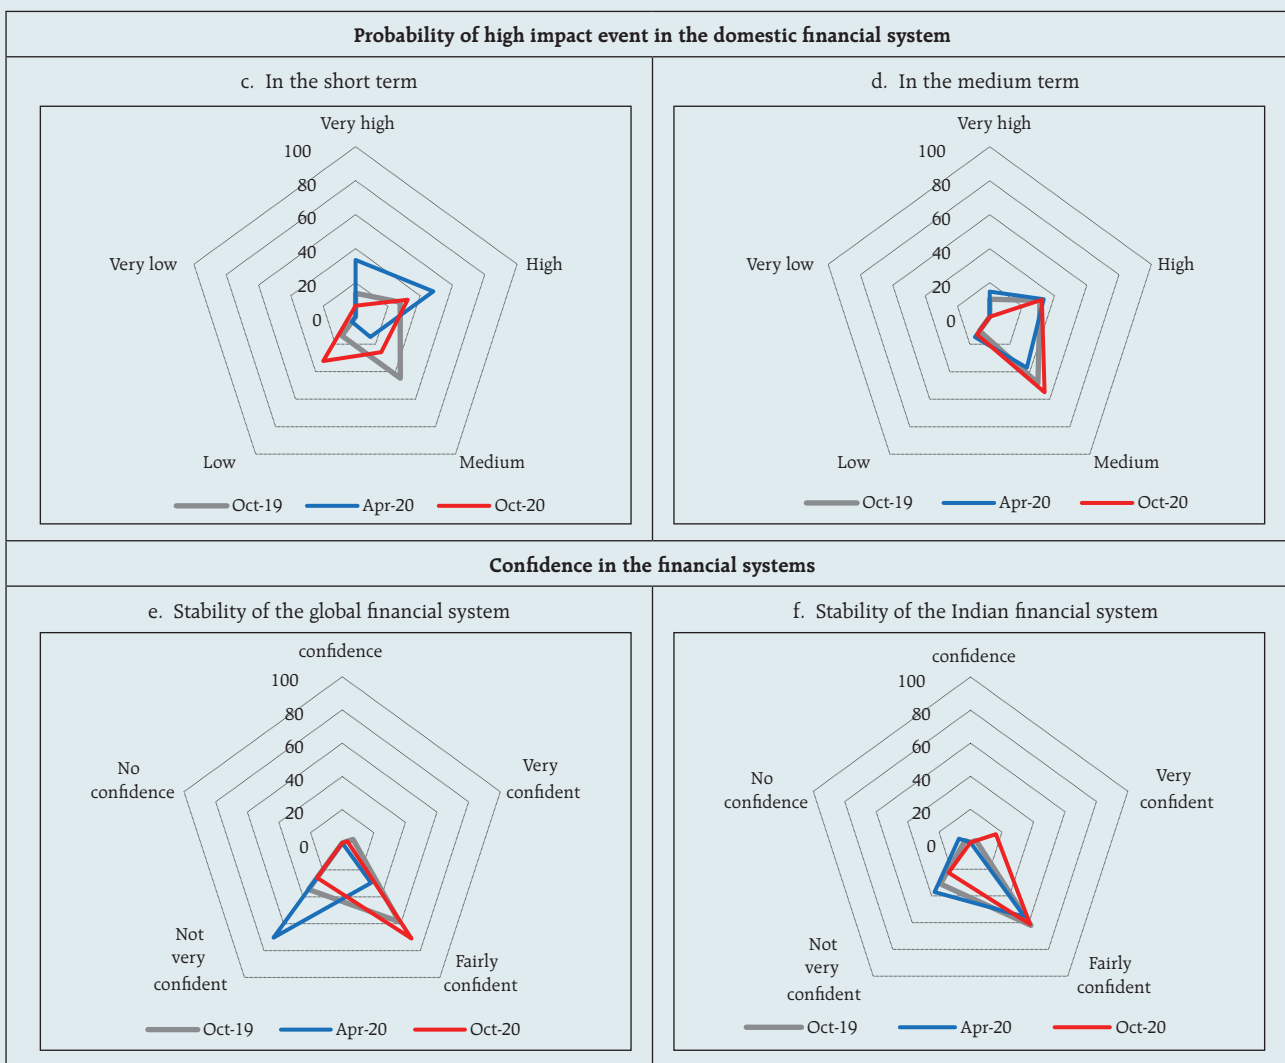 Probability of high impact event in the domestic financial system
c. In the short term
Very high
100
80
60
40
20
0
Very low
High
Low
Medium
Oct-19 Apr-20 Oct-20
d. In the medium term
Very high
100
80
60
40
20
0
Very low
High
Low
Medium
Oct-19 Apr-20 Oct-20
Confidence in the financial systems
e. Stability of the global financial system
confidence
100
80
60
40
20
0
No
confidence
Very
confident
Not
very
confident
Fairly
confident
Oct-19 Apr-20 Oct-20
f. Stability of the Indian financial system
confidence
100
80
60
40
20
0
No
confidence
Very
confident
Not
very
confident
Fairly
confident
Oct-19 Apr-20 Oct-20